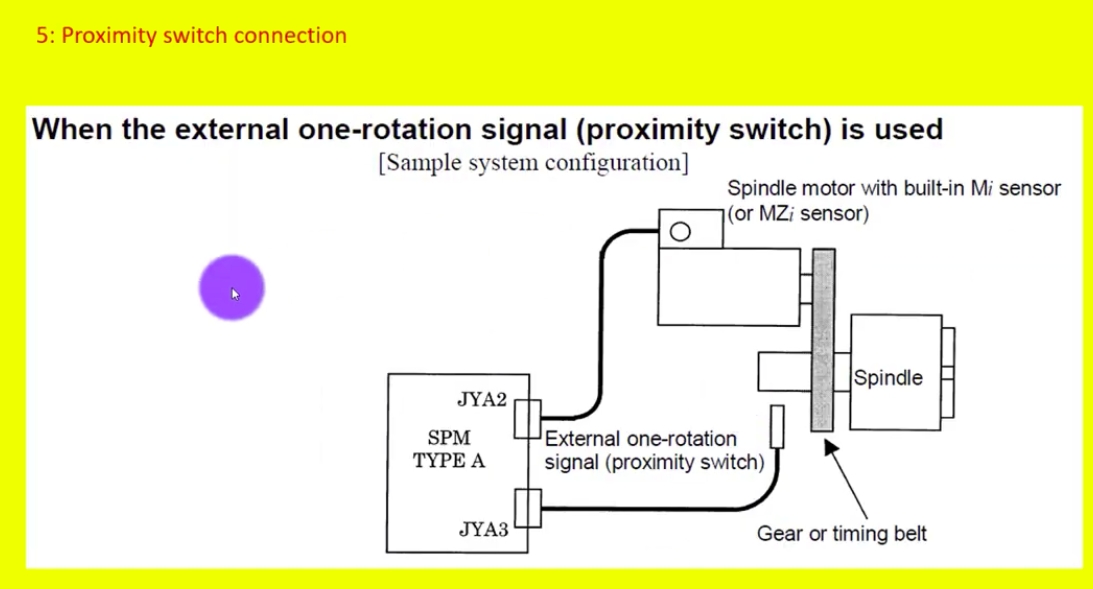 5: Proximity switch connection
When the external one-rotation signal (proximity switch) is used
[Sample system configuration]
Spindle motor with built-in Mi sensor
(or MZi sensor)
Spindle
JYA2
SPM
TYPE A
External one-rotation
signal (proximity switch)
JYA3
Gear or timing belt